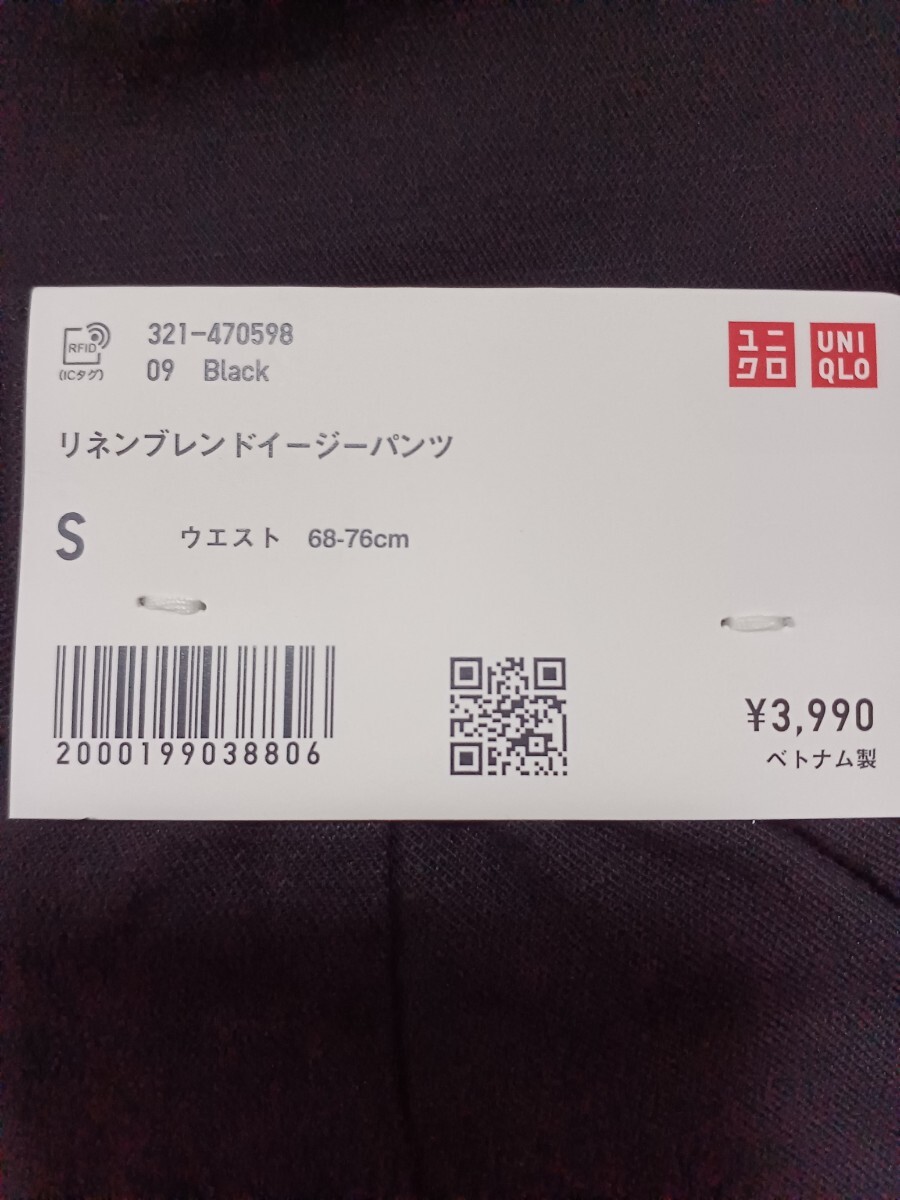 RFID
(ICタグ)
321-470598
09 Black
ユニ
クロ
UNI
QLO
リネンブレンドイージーパンツ
S ウエスト 68-76cm
2000199038806
¥3,990
ベトナム製